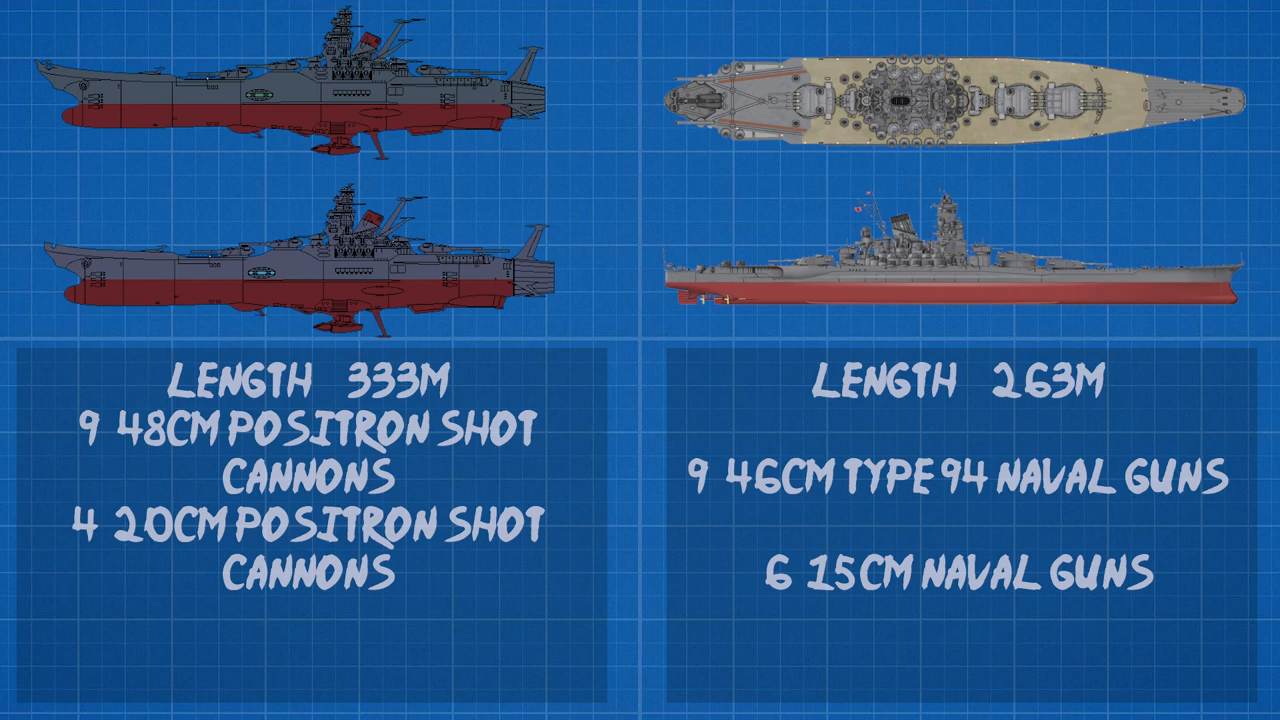 LENGTH 333M
9 48CM POSITRON SHOT
CANNONS
4 20CM POSITRON SHOT
CANNONS
LENGTH 263M
9 46CM TYPE 94 NAVAL GUNS
6 15CM NAVAL GUNS